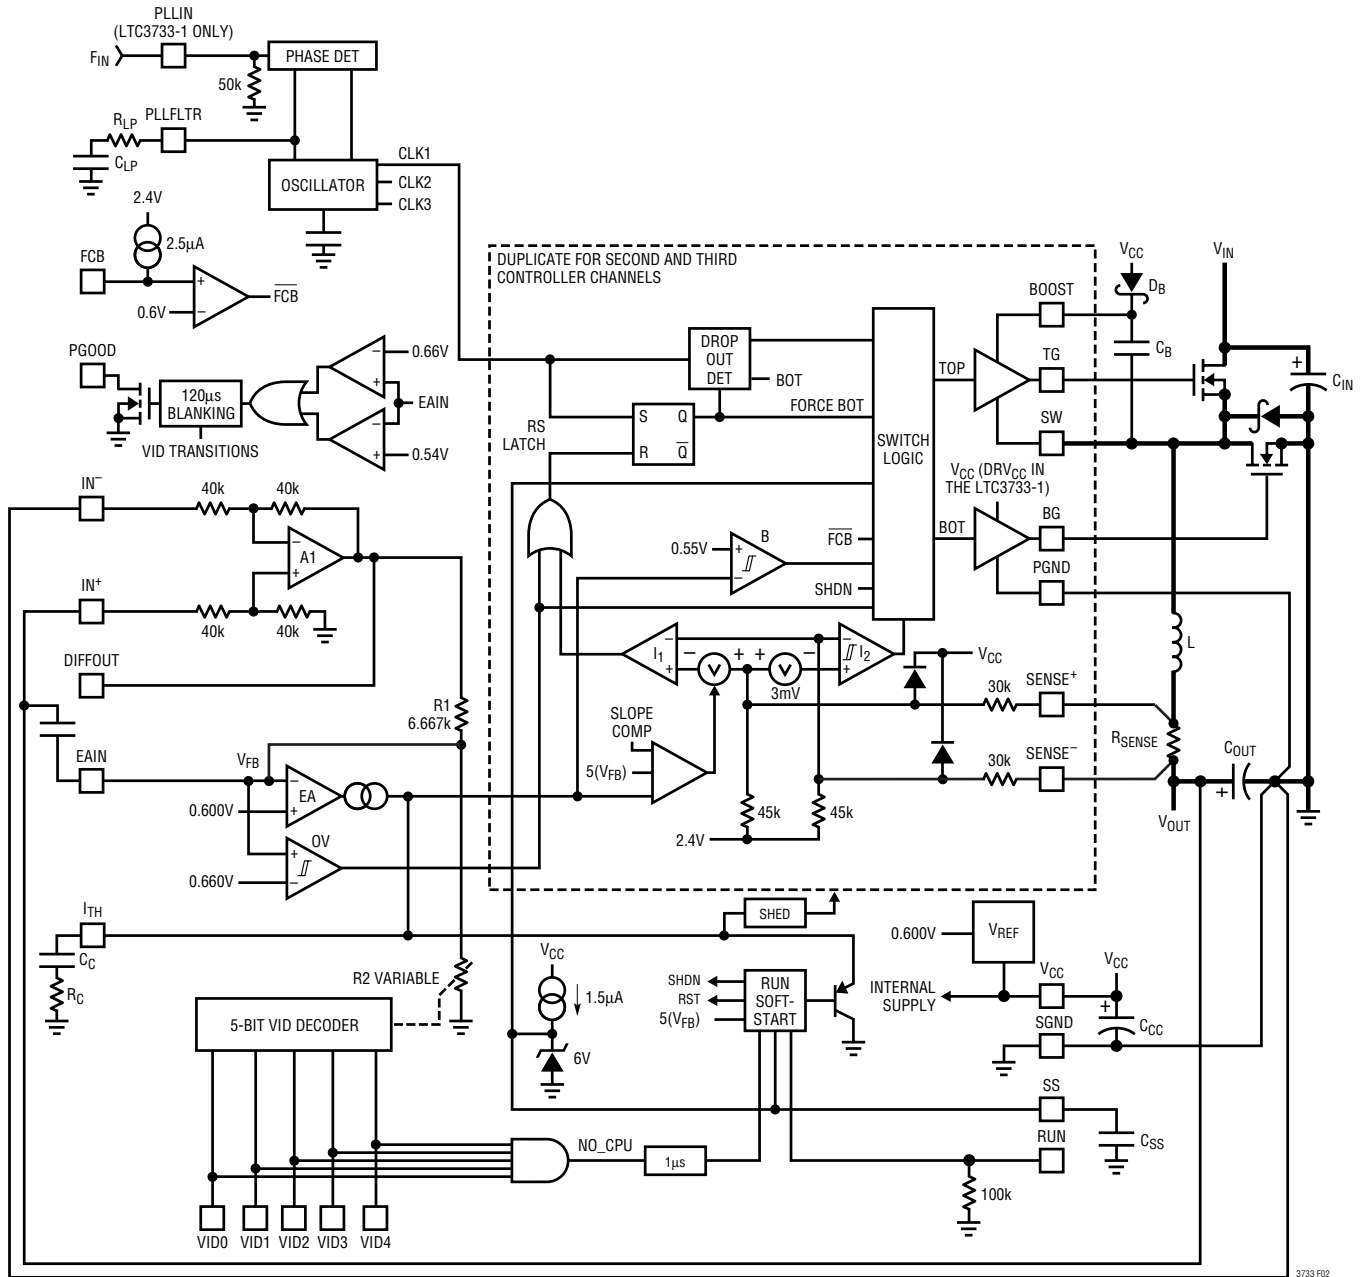 PLLIN
(LTC3733-1 ONLY)
FIN
50k
PHASE DET
RLP
PLLFLTR
CLP
OSCILLATOR
CLK1
CLK2
CLK3
2.4V
2.5µA
FCB
+
0.6V
−
FCB
PGOOD
120µs
BLANKING
VID TRANSITIONS
−
0.66V
+
EAIN
−
+
0.54V
DUPLICATE FOR SECOND AND THIRD
CONTROLLER CHANNELS
DROP
OUT
DET
BOT
FORCE BOT
RS
LATCH
S
Q
R
Q
SWITCH
LOGIC
TOP
BOT
VCC (DRVCC IN
THE LTC3733-1)
BOOST
TG
SW
BG
PGND
VCC
DB
CB
VIN
+
CIN
IN−
40k
40k
−
A1
+
IN+
40k
40k
DIFFOUT
R1
6.667k
B
0.55V
+
−
FCB
SHDN
−
I1
+
−
+
+
−
3mV
−
I2
+
VCC
30k
SENSE+
30k
SENSE−
L
RSENSE
COUT
+
VOUT
SLOPE
COMP
5(VFB)
45k
45k
2.4V
EAIN
VFB
−
EA
0.600V
+
OV
+
0.660V
−
ITH
CC
RC
R2 VARIABLE
5-BIT VID DECODER
VCC
1.5µA
6V
SHED
SHDN
RST
5(VFB)
RUN
SOFT-
START
0.600V
VREF
INTERNAL
SUPPLY
VCC
VCC
+
CCC
SGND
SS
CSS
RUN
100k
NO_CPU
1µs
VID0
VID1
VID2
VID3
VID4
3733 F02